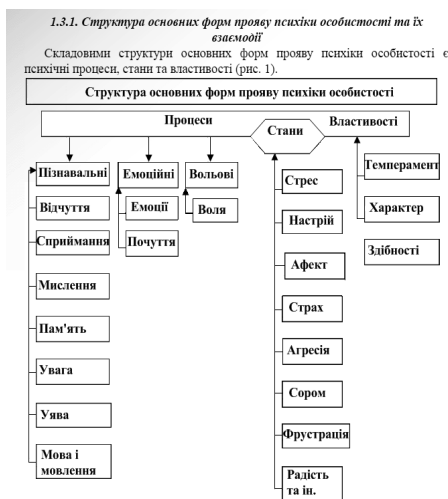 1.3.1. Структура основних форм прояву психіки особистості та їх
взаємодії
Складовими структури основних форм прояву психіки особистості є
психічні процеси, стани та властивості (рис. 1).
Структура основних форм прояву психіки особистості
Процеси
Стани
Властивості
Пізнавальні
Відчуття
Сприймання
Мислення
Пам'ять
Увага
Уява
Мова і
мовлення
Емоційні
Емоції
Почуття
Вольові
Воля
Стрес
Настрій
Афект
Страх
Агресія
Сором
Фрустрація
Радість
та ін.
Темперамент
Характер
Здібності